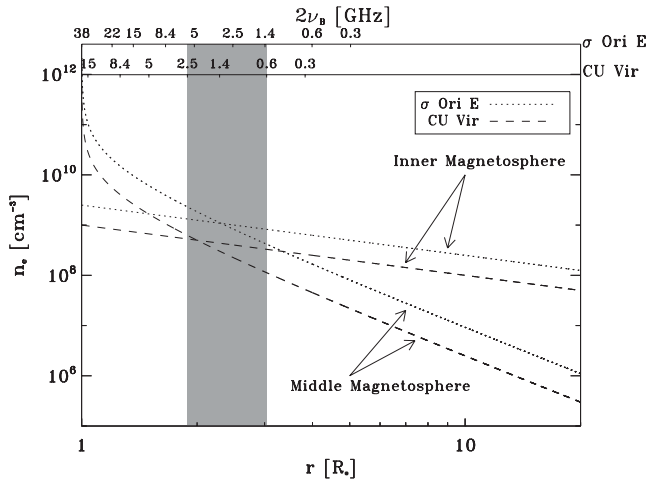 2ν_B [GHz]
38 22 15 8.4 5 2.5 1.4 0.6 0.3
σ Ori E
15 8.4 5 2.5 1.4 0.6 0.3
CU Vir
10^12
σ Ori E
CU Vir
Inner Magnetosphere
10^10
n_e [cm^-3]
10^8
10^6
Middle Magnetosphere
1 10
r [R_*]